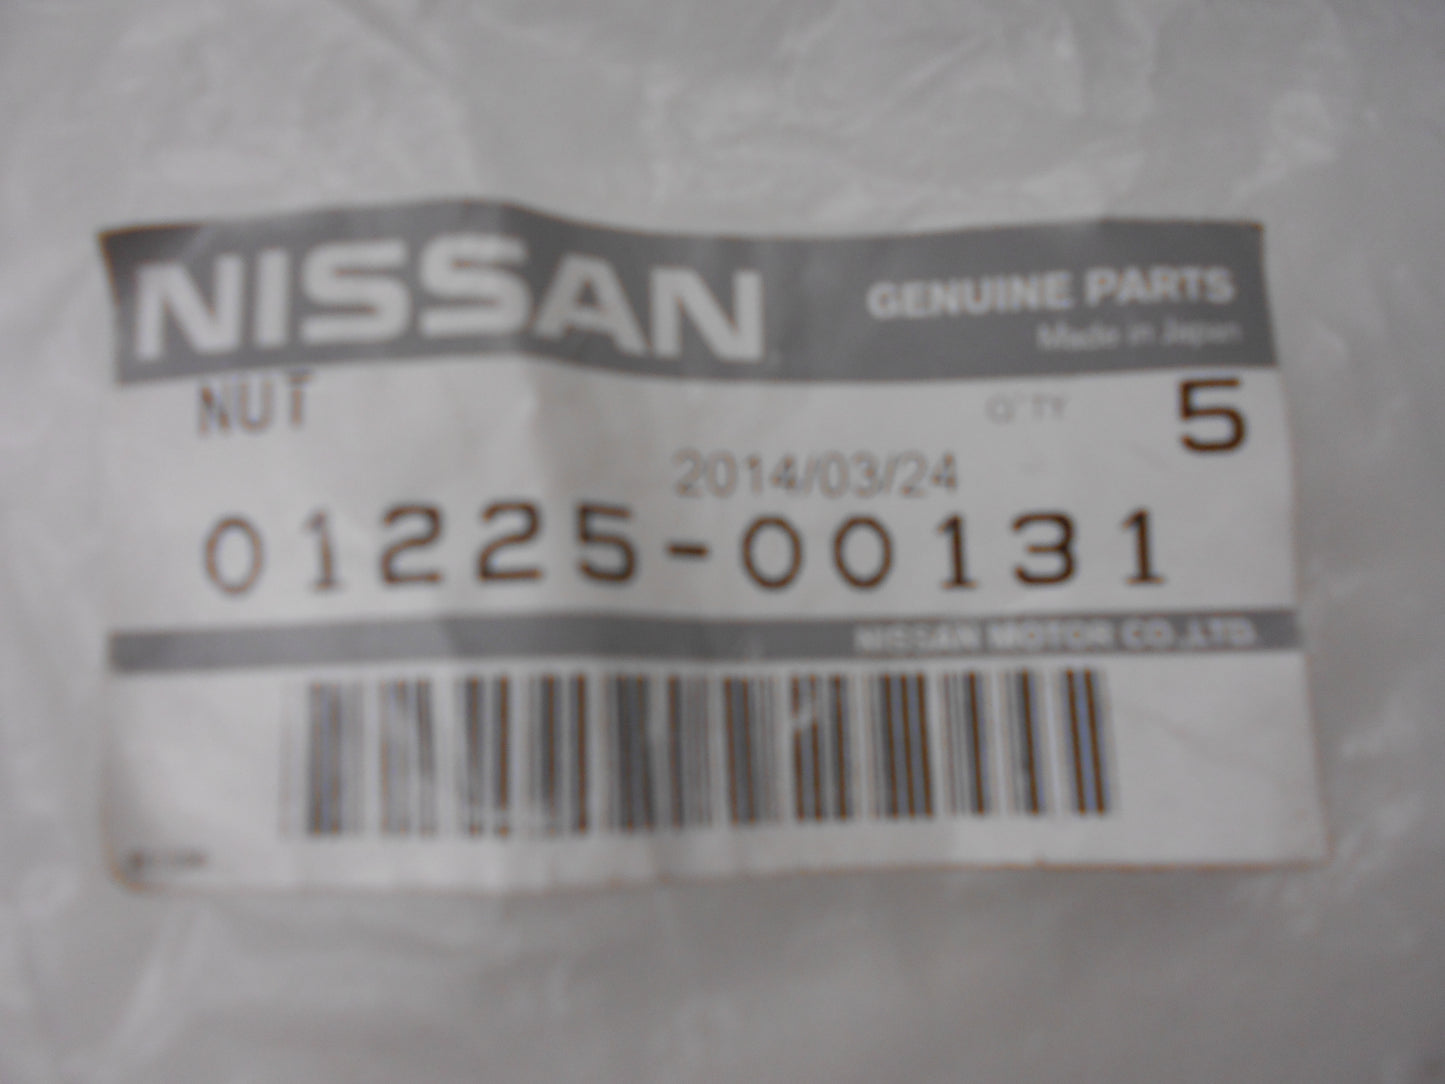 NISSAN
GENUINE PARTS
Made in Japan
NUT
Q'TY 5
2014/03/24
01225-00131
NISSAN MOTOR CO.,LTD.